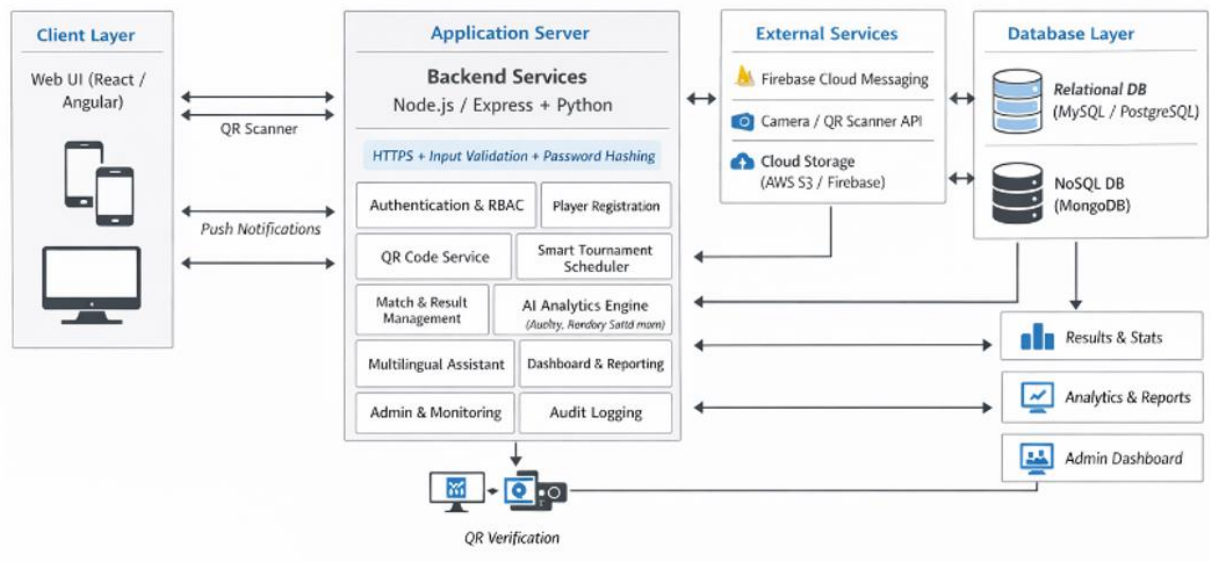 Client Layer
Web UI (React /
Angular)
QR Scanner
Push Notifications
Application Server
Backend Services
Node.js / Express + Python
HTTPS + Input Validation + Password Hashing
Authentication & RBAC
Player Registration
QR Code Service
Smart Tournament
Scheduler
Match & Result
Management
AI Analytics Engine
(Auolty, Rondory Sattd mam)
Multilingual Assistant
Dashboard & Reporting
Admin & Monitoring
Audit Logging
QR Verification
External Services
Firebase Cloud Messaging
Camera / QR Scanner API
Cloud Storage
(AWS S3 / Firebase)
Database Layer
Relational DB
(MySQL / PostgreSQL)
NoSQL DB
(MongoDB)
Results & Stats
Analytics & Reports
Admin Dashboard